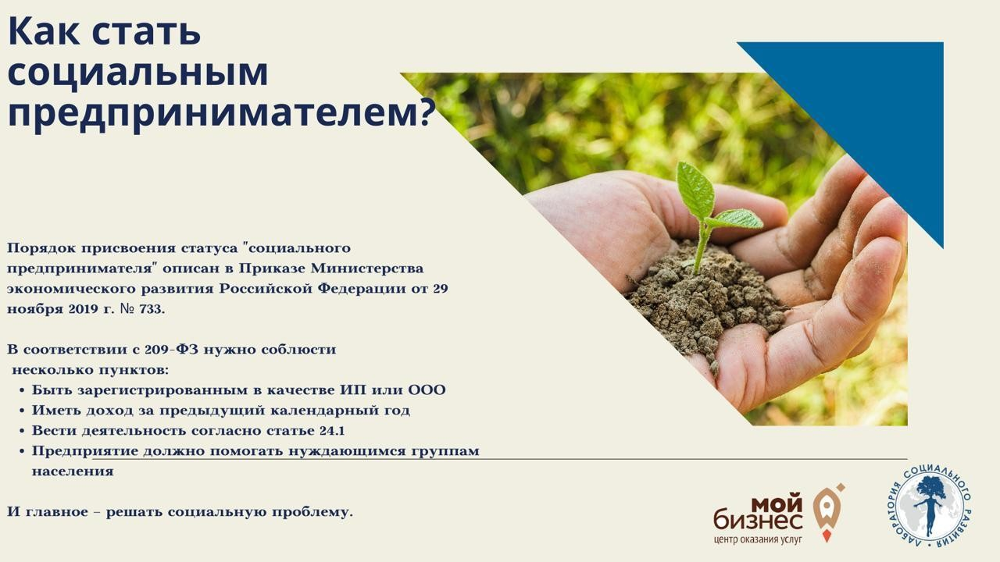 Как стать
социальным
предпринимателем?
Порядок присвоения статуса "социального
предпринимателя" описан в Приказе Министерства
экономического развития Российской Федерации от 29
ноября 2019 г. № 733.
В соответствии с 209-ФЗ нужно соблюсти
несколько пунктов:
• Быть зарегистрированным в качестве ИП или ООО
• Иметь доход за предыдущий календарный год
• Вести деятельность согласно статье 24.1
• Предприятие должно помогать нуждающимся группам
населения
И главное – решать социальную проблему.
мой
бизнес
центр оказания услуг
ЛАБОРАТОРИЯ СОЦИАЛЬНОГО РАЗВИТИЯ •